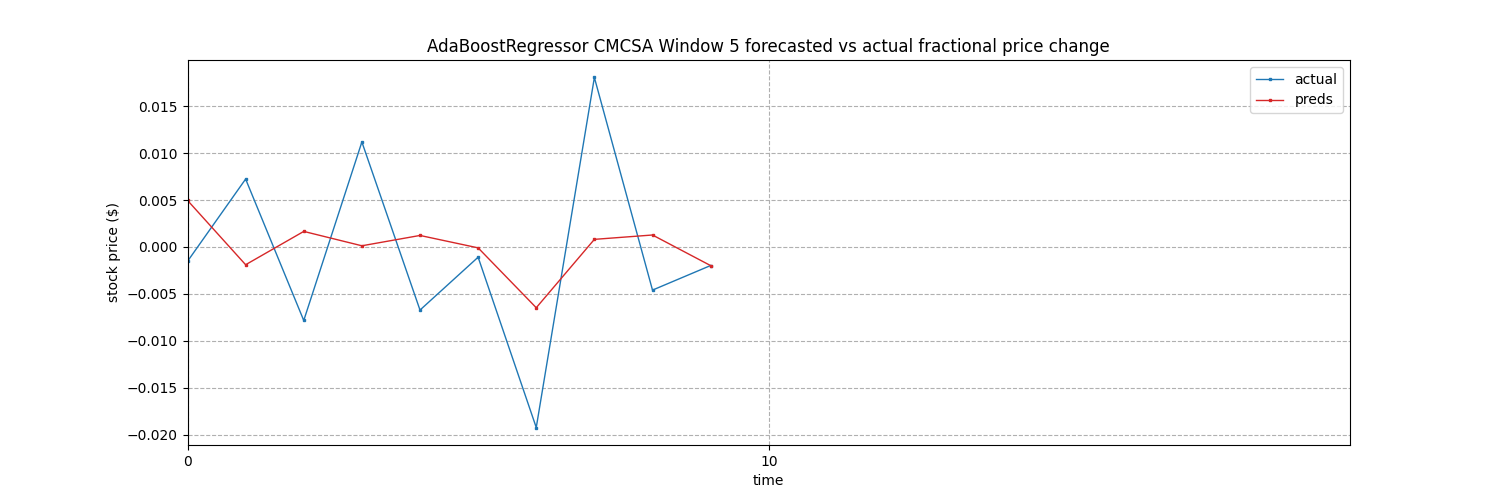 AdaBoostRegressor CMCSA Window 5 forecasted vs actual fractional price change
actual
preds
stock price ($)
0.015
0.010
0.005
0.000
−0.005
−0.010
−0.015
−0.020
0
10
time